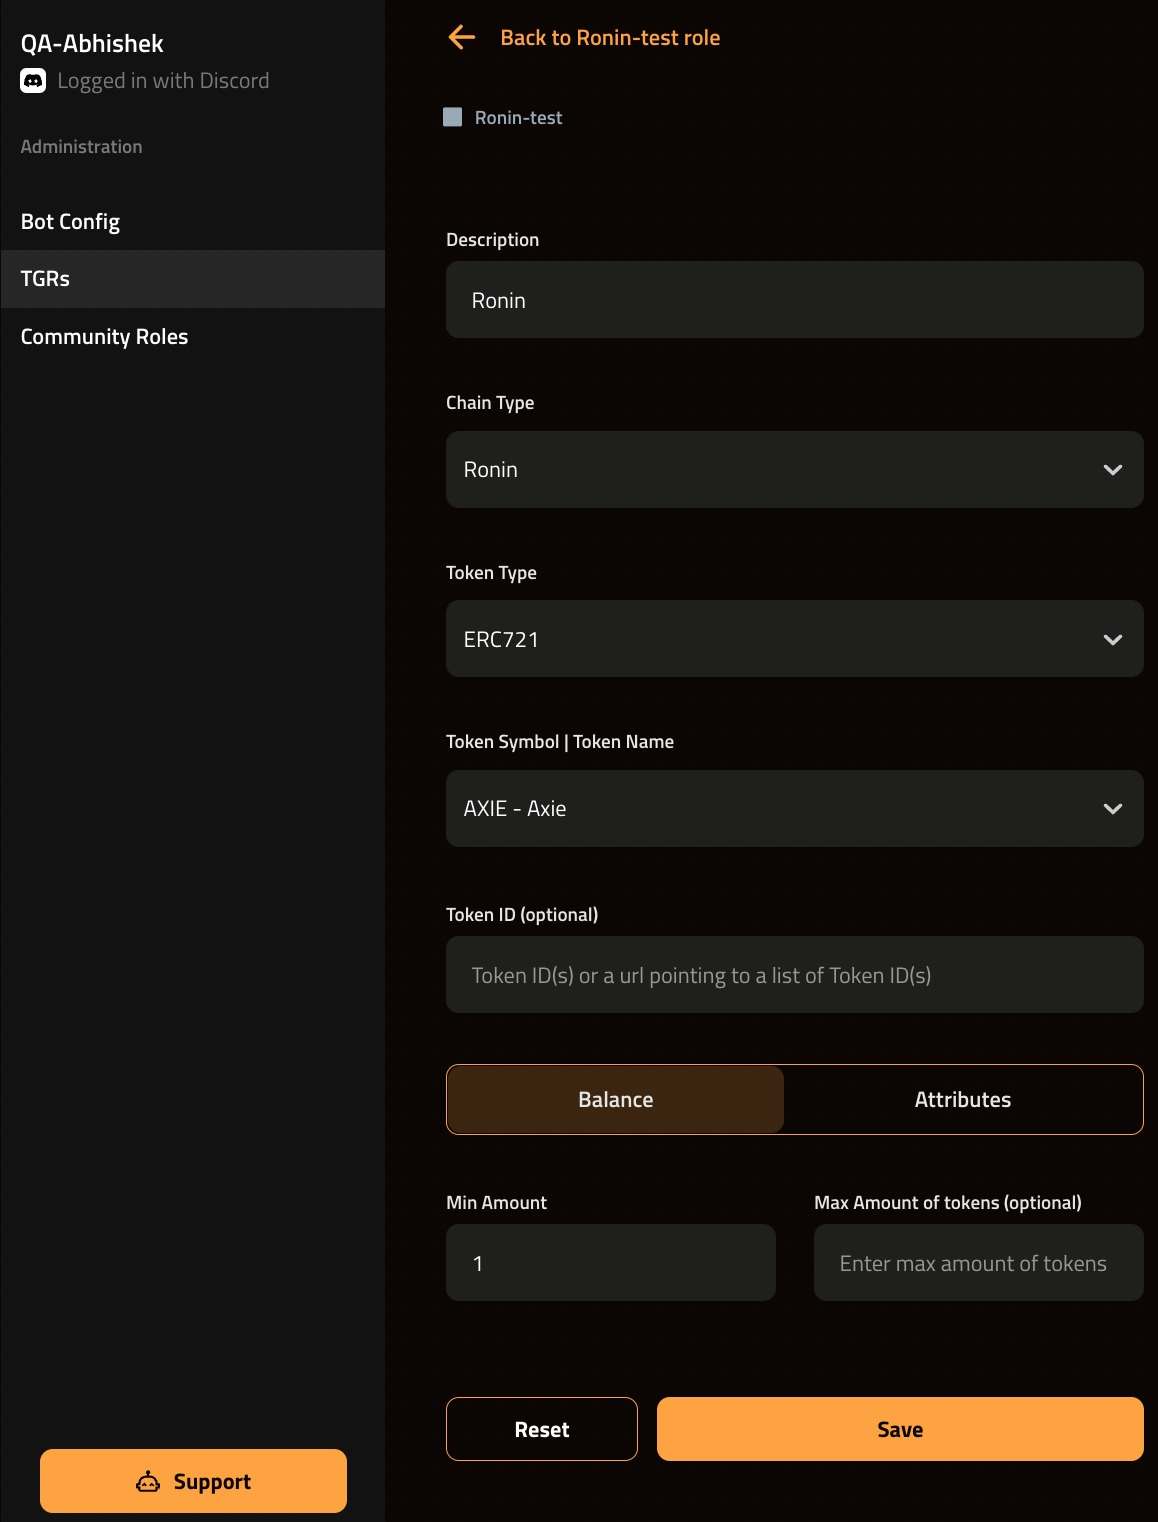 QA-Abhishek
Logged in with Discord
Administration
Bot Config
TGRs
Community Roles
Support
Back to Ronin-test role
Ronin-test
Description
Ronin
Chain Type
Ronin
Token Type
ERC721
Token Symbol | Token Name
AXIE - Axie
Token ID (optional)
Token ID(s) or a url pointing to a list of Token ID(s)
Balance
Attributes
Min Amount
Max Amount of tokens (optional)
1
Enter max amount of tokens
Reset
Save